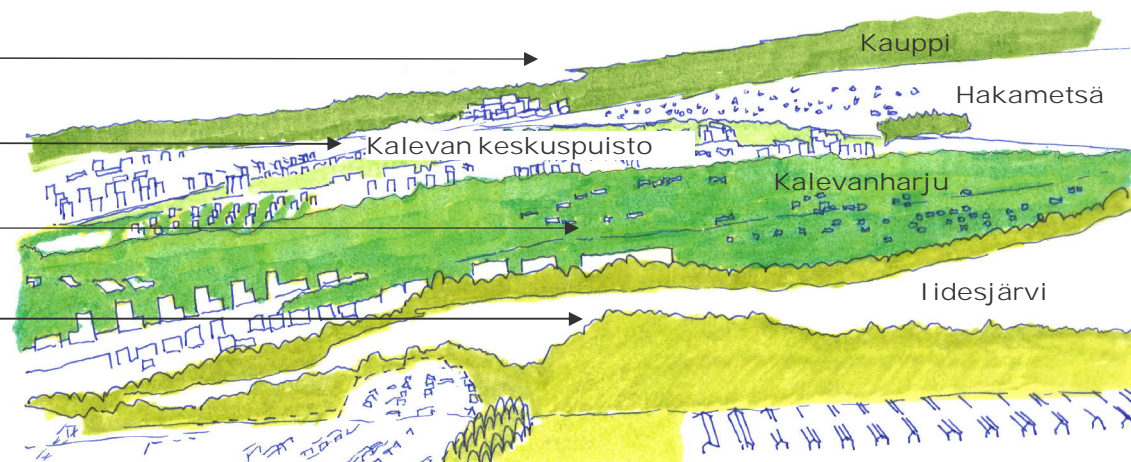 Kauppi
Hakametsä
Kalevan keskuspuisto
Kalevanharju
Iidesjärvi